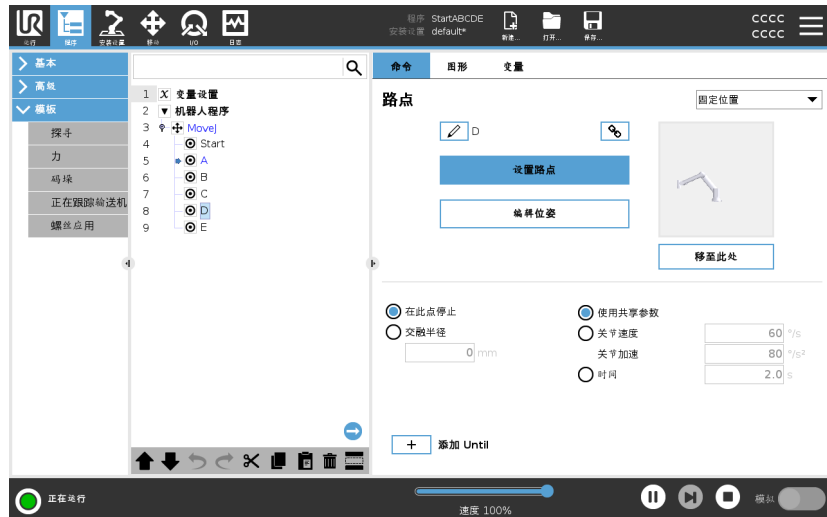 UR
运行 程序 安装设置 移动 I/O 日志
程序 StartABCDE
安装设置 default*
新建... 打开... 保存...
cccc
cccc
基本
高级
模板
探寻
力
码垛
正在跟踪输送机
螺丝应用
1 X 变量设置
2 机器人程序
3 MoveJ
4 Start
5 A
6 B
7 C
8 D
9 E
命令 图形 变量
路点
固定位置
D
设置路点
编辑位姿
移至此处
在此点停止
交融半径
0 mm
使用共享参数
关节速度 60 °/s
关节加速 80 °/s²
时间 2.0 s
+ 添加 Until
正在运行
速度 100%
模拟